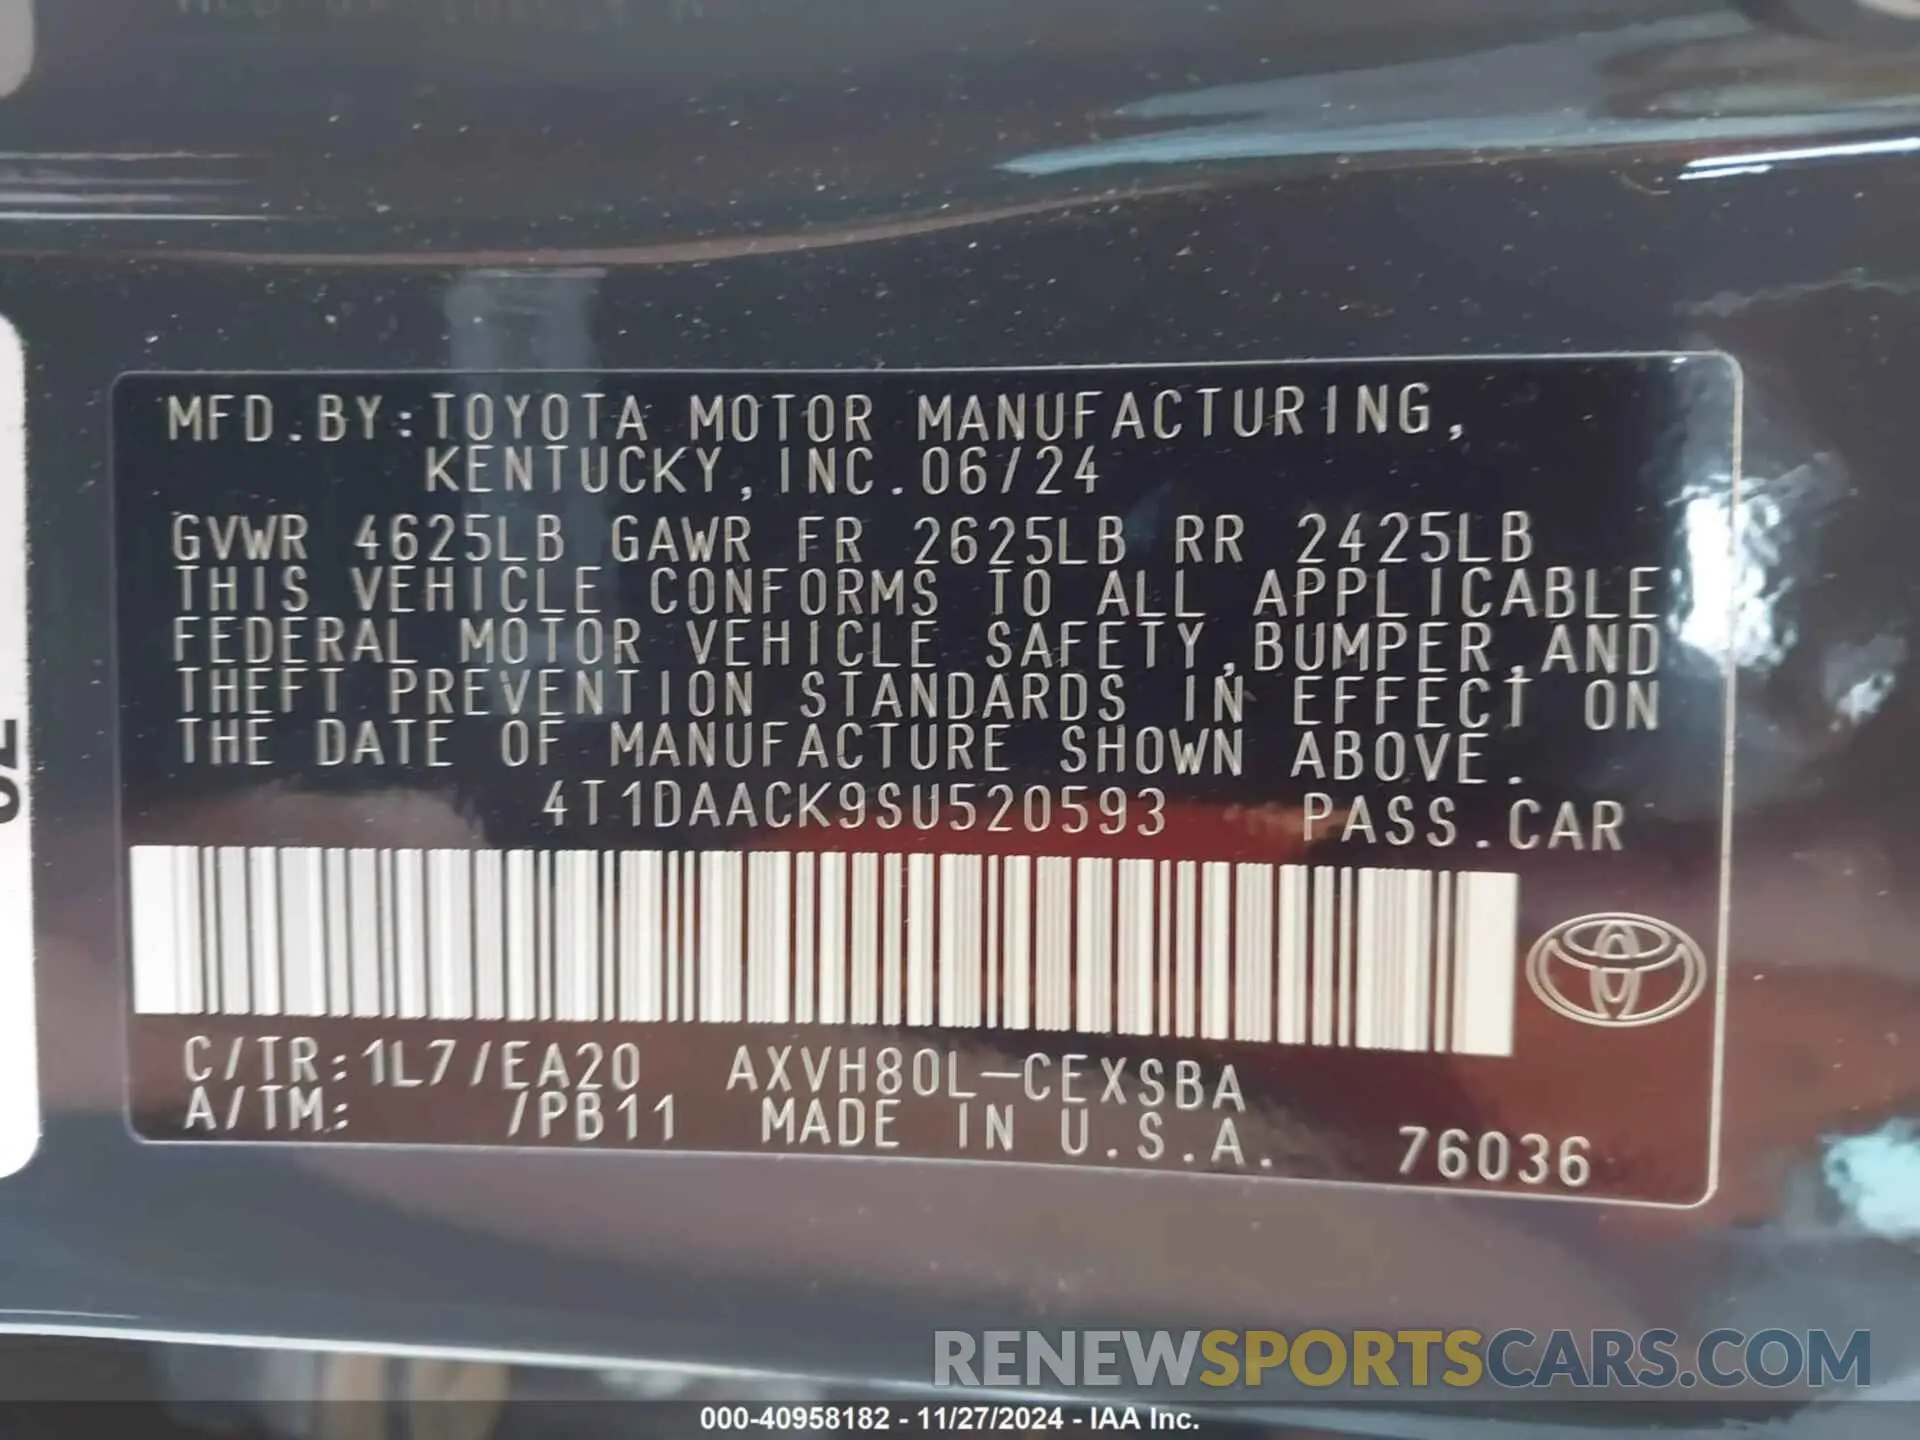 MFD.BY:TOYOTA MOTOR MANUFACTURING,
KENTUCKY,INC.06/24
GVWR 4625LB GAWR FR 2625LB RR 2425LB
THIS VEHICLE CONFORMS TO ALL APPLICABLE
FEDERAL MOTOR VEHICLE SAFETY,BUMPER,AND
THEFT PREVENTION STANDARDS IN EFFECT ON
THE DATE OF MANUFACTURE SHOWN ABOVE.
4T1DAACK9SU520593 PASS.CAR
C/TR:1L7/EA20 AXVH80L-CEXSBA
A/TM: /PB11 MADE IN U.S.A. 76036
RENEWSPORTSCARS.COM
000-40958182 - 11/27/2024 - IAA Inc.